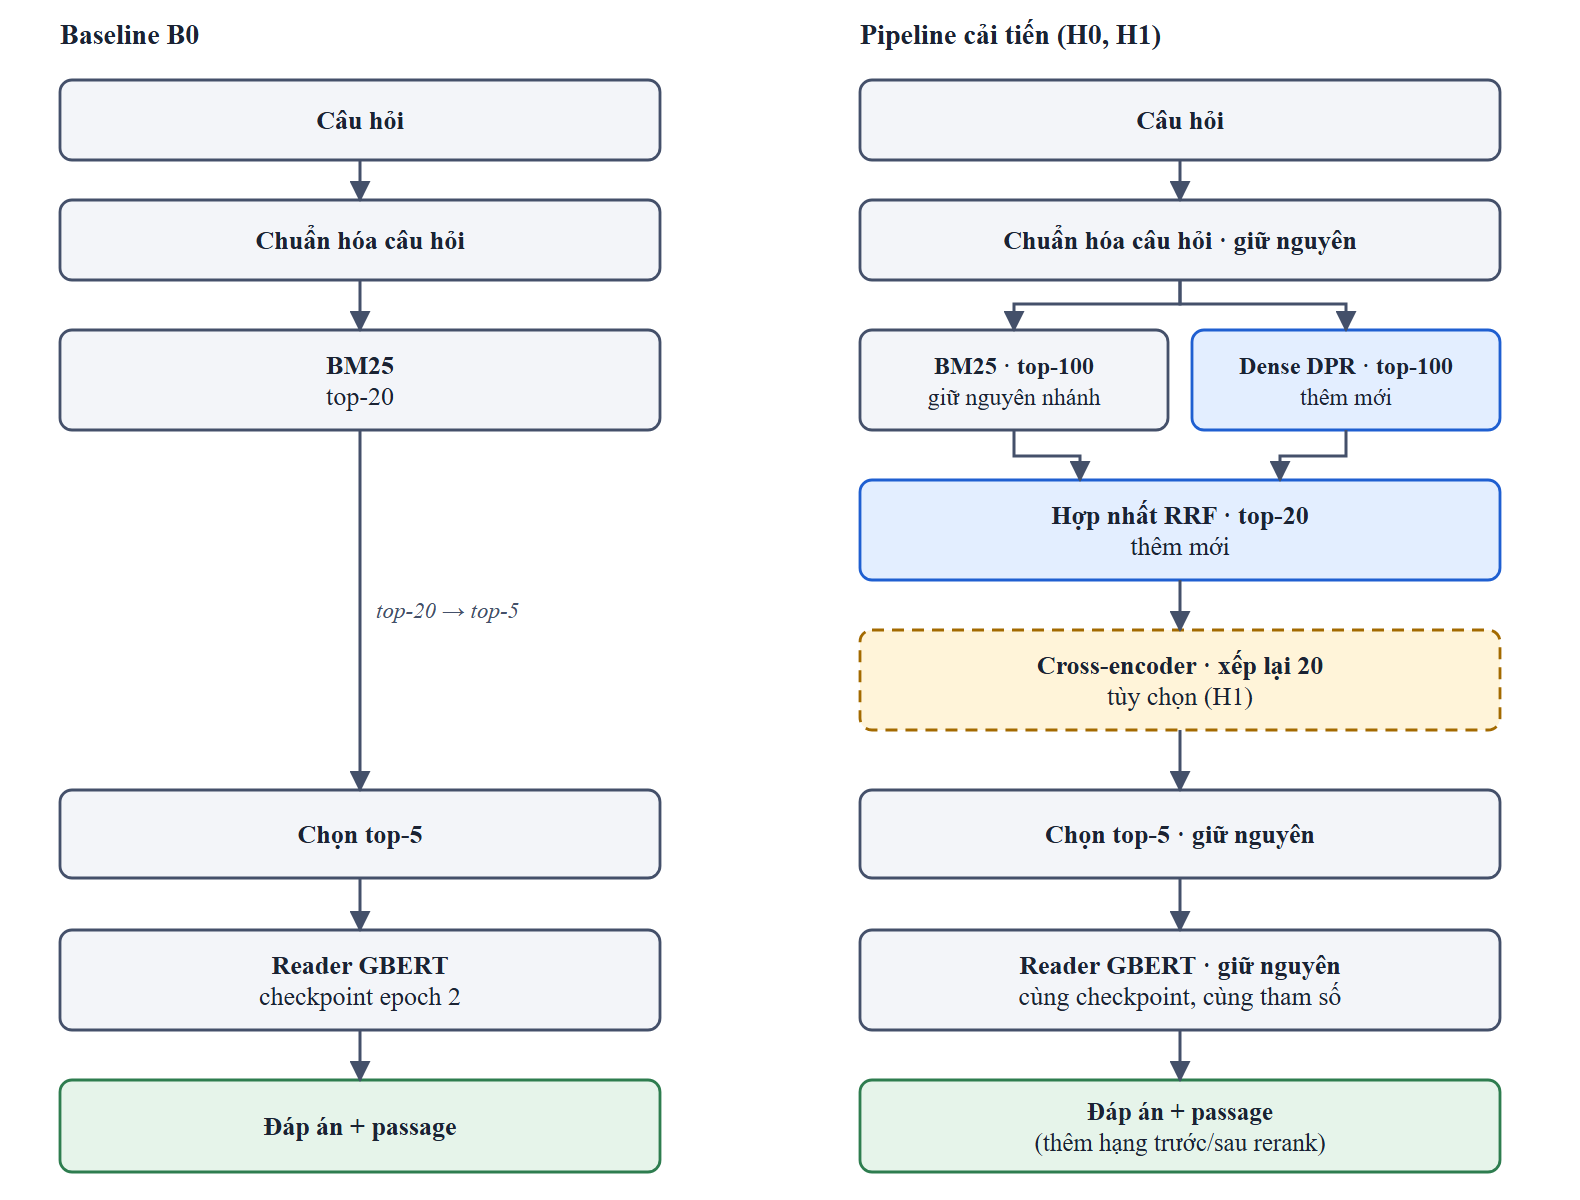 Baseline B0
Câu hỏi
Chuẩn hóa câu hỏi
BM25
top-20
top-20 → top-5
Chọn top-5
Reader GBERT
checkpoint epoch 2
Đáp án + passage
Pipeline cải tiến (H0, H1)
Câu hỏi
Chuẩn hóa câu hỏi · giữ nguyên
BM25 · top-100
giữ nguyên nhánh
Dense DPR · top-100
thêm mới
Hợp nhất RRF · top-20
thêm mới
Cross-encoder · xếp lại 20
tùy chọn (H1)
Chọn top-5 · giữ nguyên
Reader GBERT · giữ nguyên
cùng checkpoint, cùng tham số
Đáp án + passage
(thêm hạng trước/sau rerank)